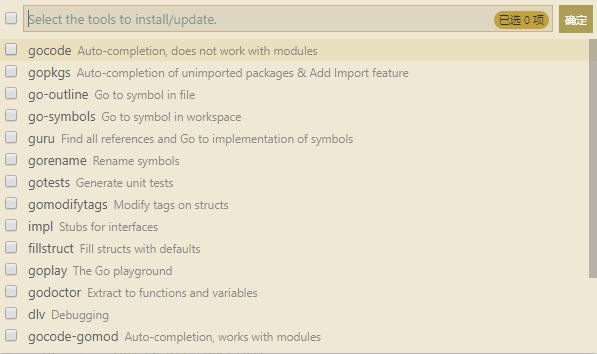 Select the tools to install/update. 已选 0 项 确定
gocode Auto-completion, does not work with modules
gopkgs Auto-completion of unimported packages & Add Import feature
go-outline Go to symbol in file
go-symbols Go to symbol in workspace
guru Find all references and Go to implementation of symbols
gorename Rename symbols
gotests Generate unit tests
gomodifytags Modify tags on structs
impl Stubs for interfaces
fillstruct Fill structs with defaults
goplay The Go playground
godoctor Extract to functions and variables
dlv Debugging
gocode-gomod Auto-completion, works with modules